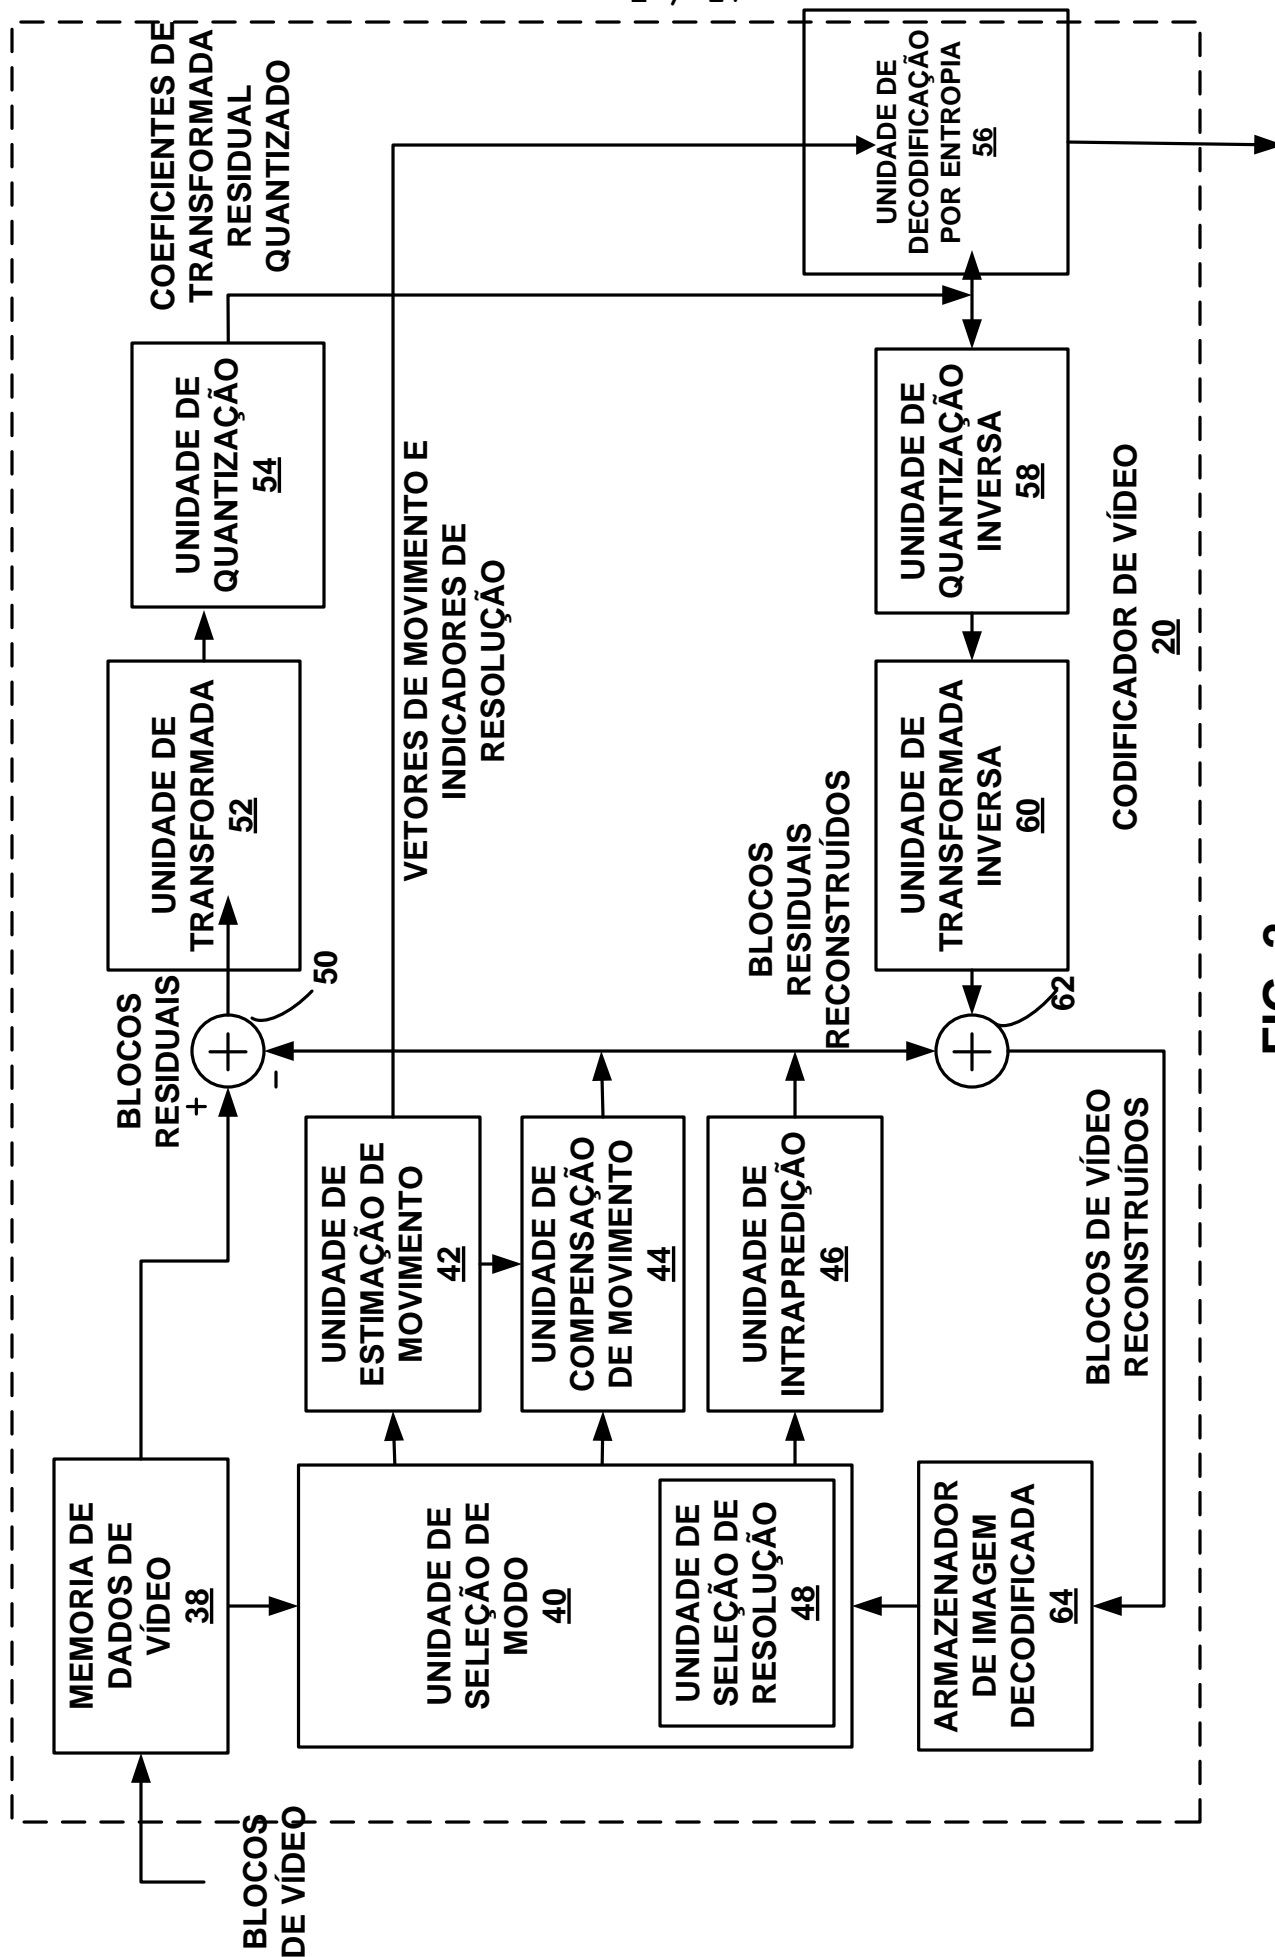 BLOCOS
DE VÍDEO
MEMORIA DE
DADOS DE
VÍDEO
38
UNIDADE DE
SELEÇÃO DE
MODO
40
UNIDADE DE
SELEÇÃO DE
RESOLUÇÃO
48
ARMAZENADOR
DE IMAGEM
DECODIFICADA
64
UNIDADE DE
ESTIMAÇÃO DE
MOVIMENTO
42
UNIDADE DE
COMPENSAÇÃO
DE MOVIMENTO
44
UNIDADE DE
INTRAPREDIÇÃO
46
BLOCOS DE VÍDEO
RECONSTRUÍDOS
BLOCOS
RESIDUAIS
+
-
50
UNIDADE DE
TRANSFORMADA
52
UNIDADE DE
QUANTIZAÇÃO
54
COEFICIENTES DE
TRANSFORMADA
RESIDUAL
QUANTIZADO
VETORES DE MOVIMENTO E
INDICADORES DE
RESOLUÇÃO
BLOCOS
RESIDUAIS
RECONSTRUÍDOS
62
UNIDADE DE
TRANSFORMADA
INVERSA
60
UNIDADE DE
QUANTIZAÇÃO
INVERSA
58
UNIDADE DE
DECODIFICAÇÃO
POR ENTROPIA
56
CODIFICADOR DE VÍDEO
20
FIG.